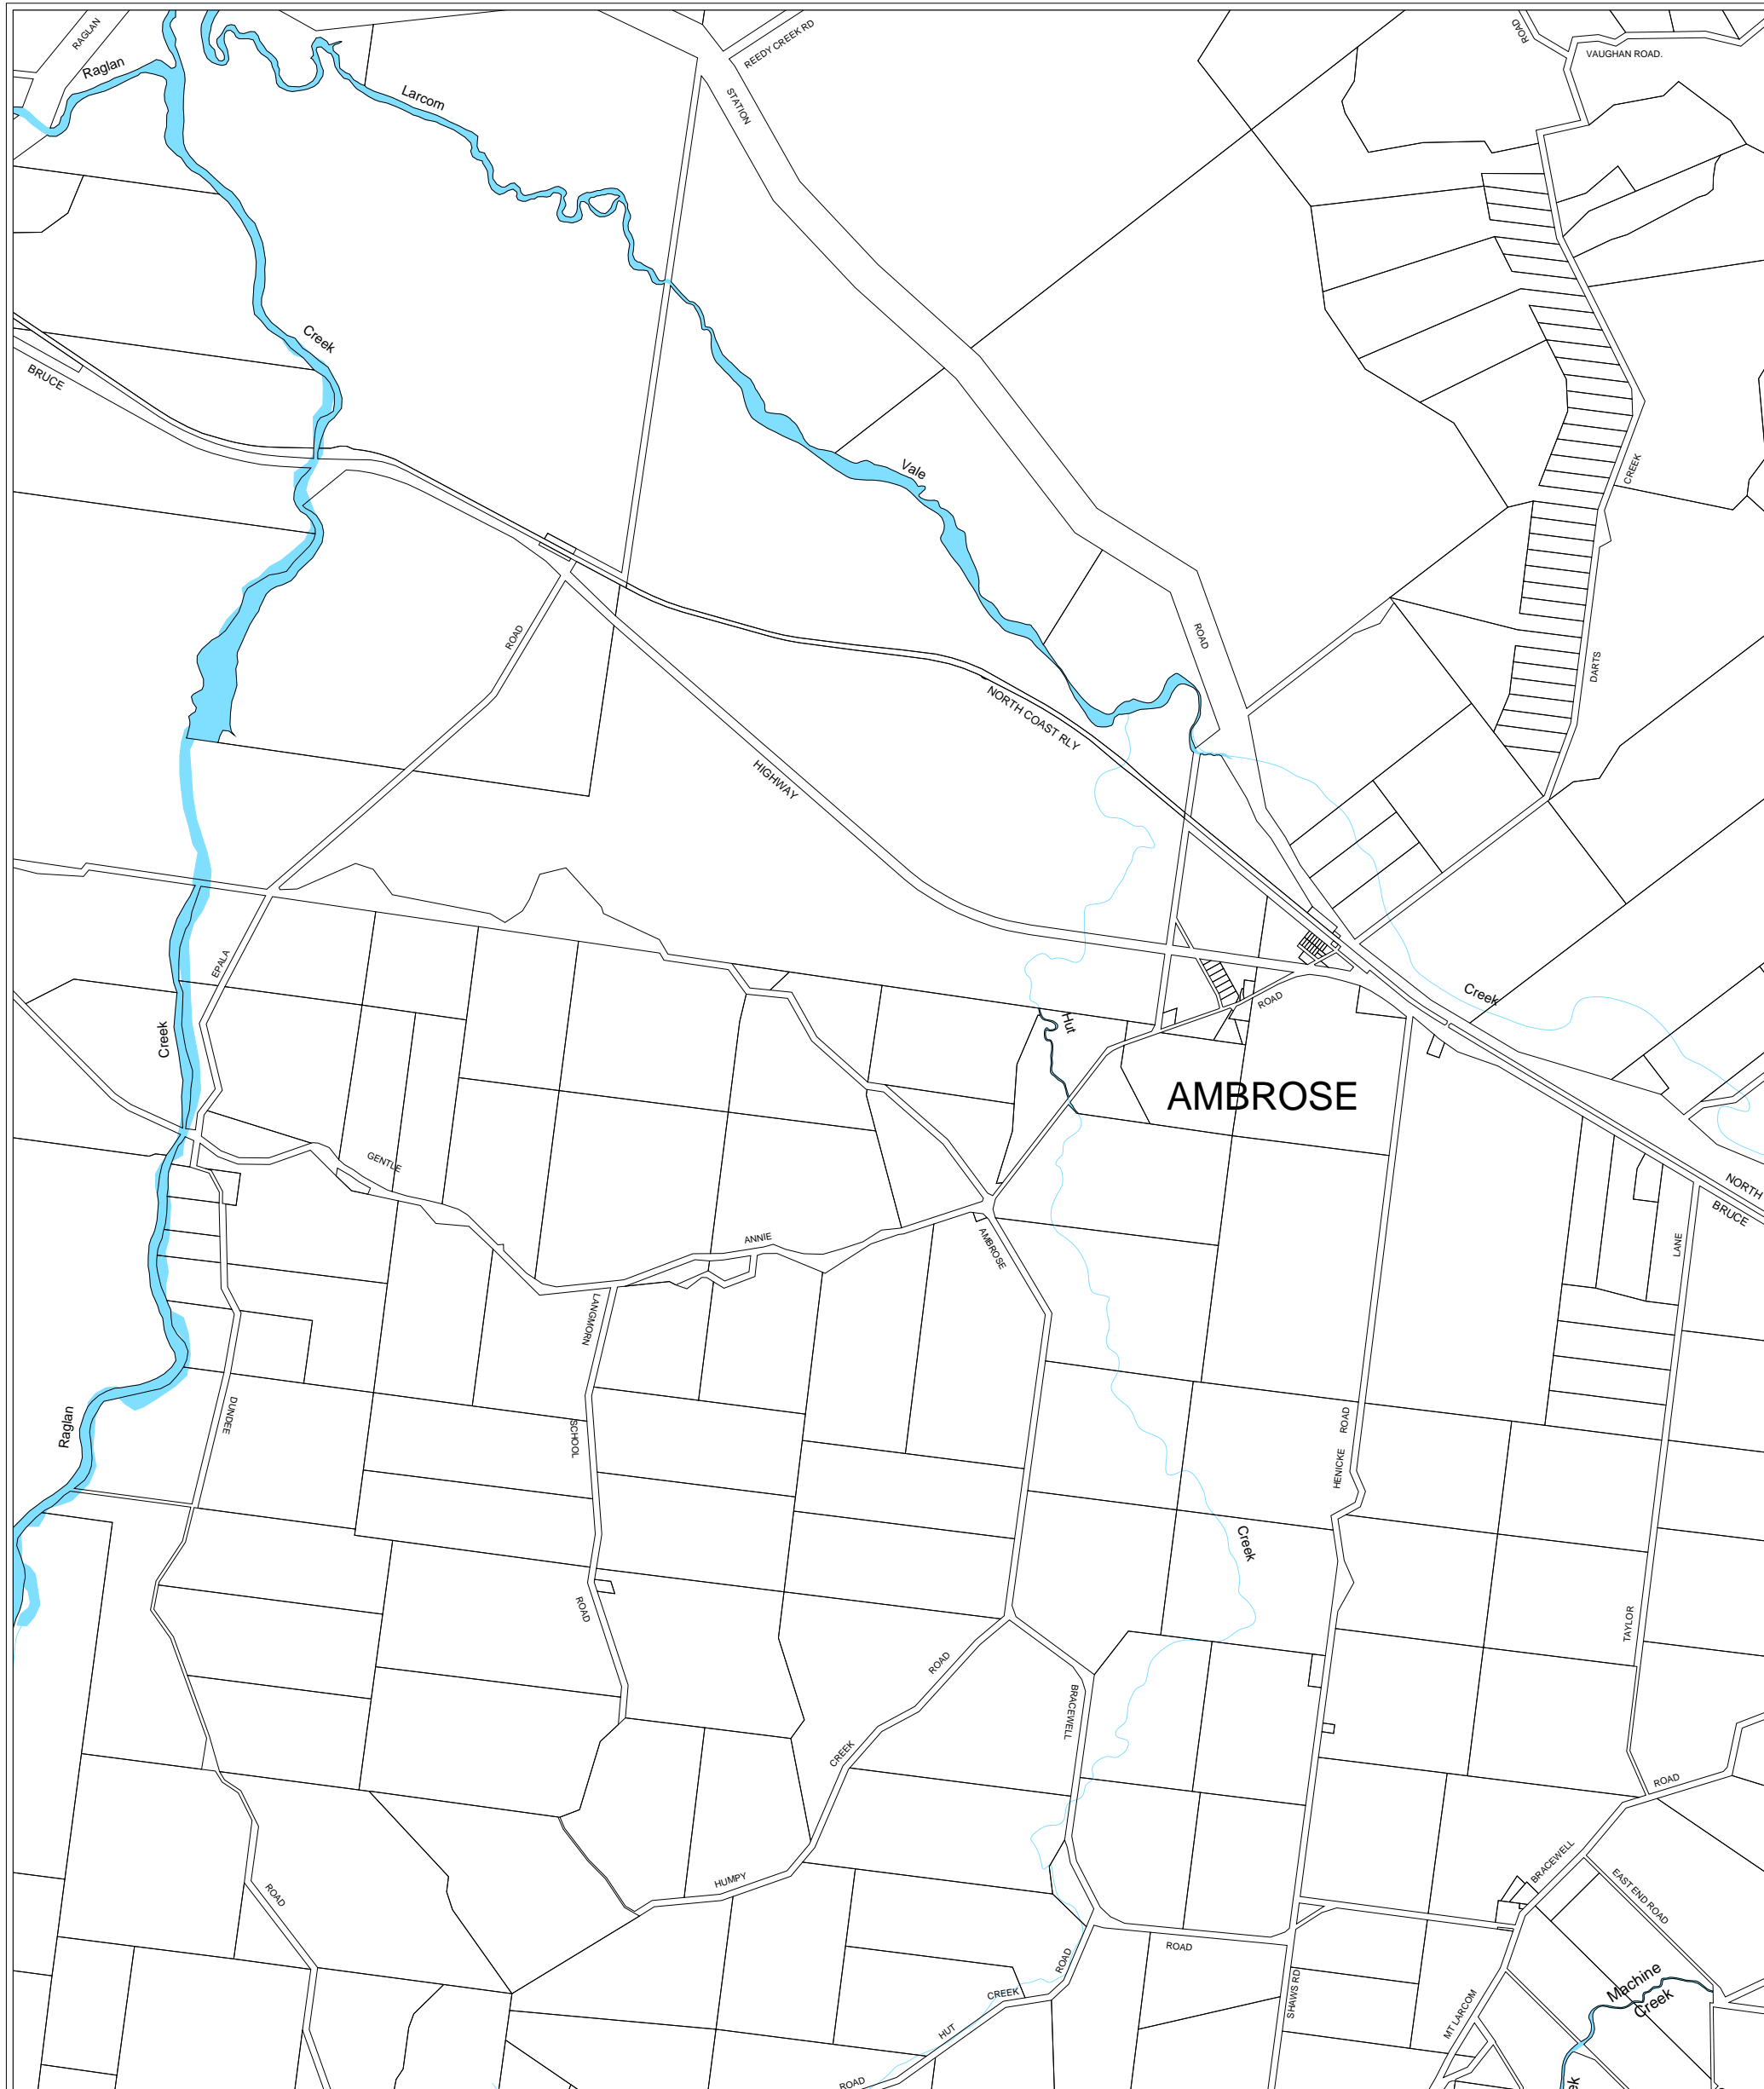 RAGLAN
Raglan
REEDY CREEK RD
ROAD
VAUGHAN ROAD.
Larcom
STATION
Creek
BRUCE
Vale
CREEK
ROAD
ROAD
DARTS
NORTH COAST RLY
HIGHWAY
EPALA
Creek
Creek
ROAD
Hut
AMBROSE
GENTLE
NORTH
BRUCE
ANNIE
AMBROSE
LANE
LANGMORN
DUNDEE
Raglan
SCHOOL
ROAD
HENICKE
Creek
ROAD
TAYLOR
ROAD
BRACEWELL
CREEK
ROAD
HUMPY
BRACEWELL
EAST END ROAD
ROAD
ROAD
ROAD
Machine
Creek
SHAWS RD
CREEK
MT LARCOM
HUT
ROAD
ek